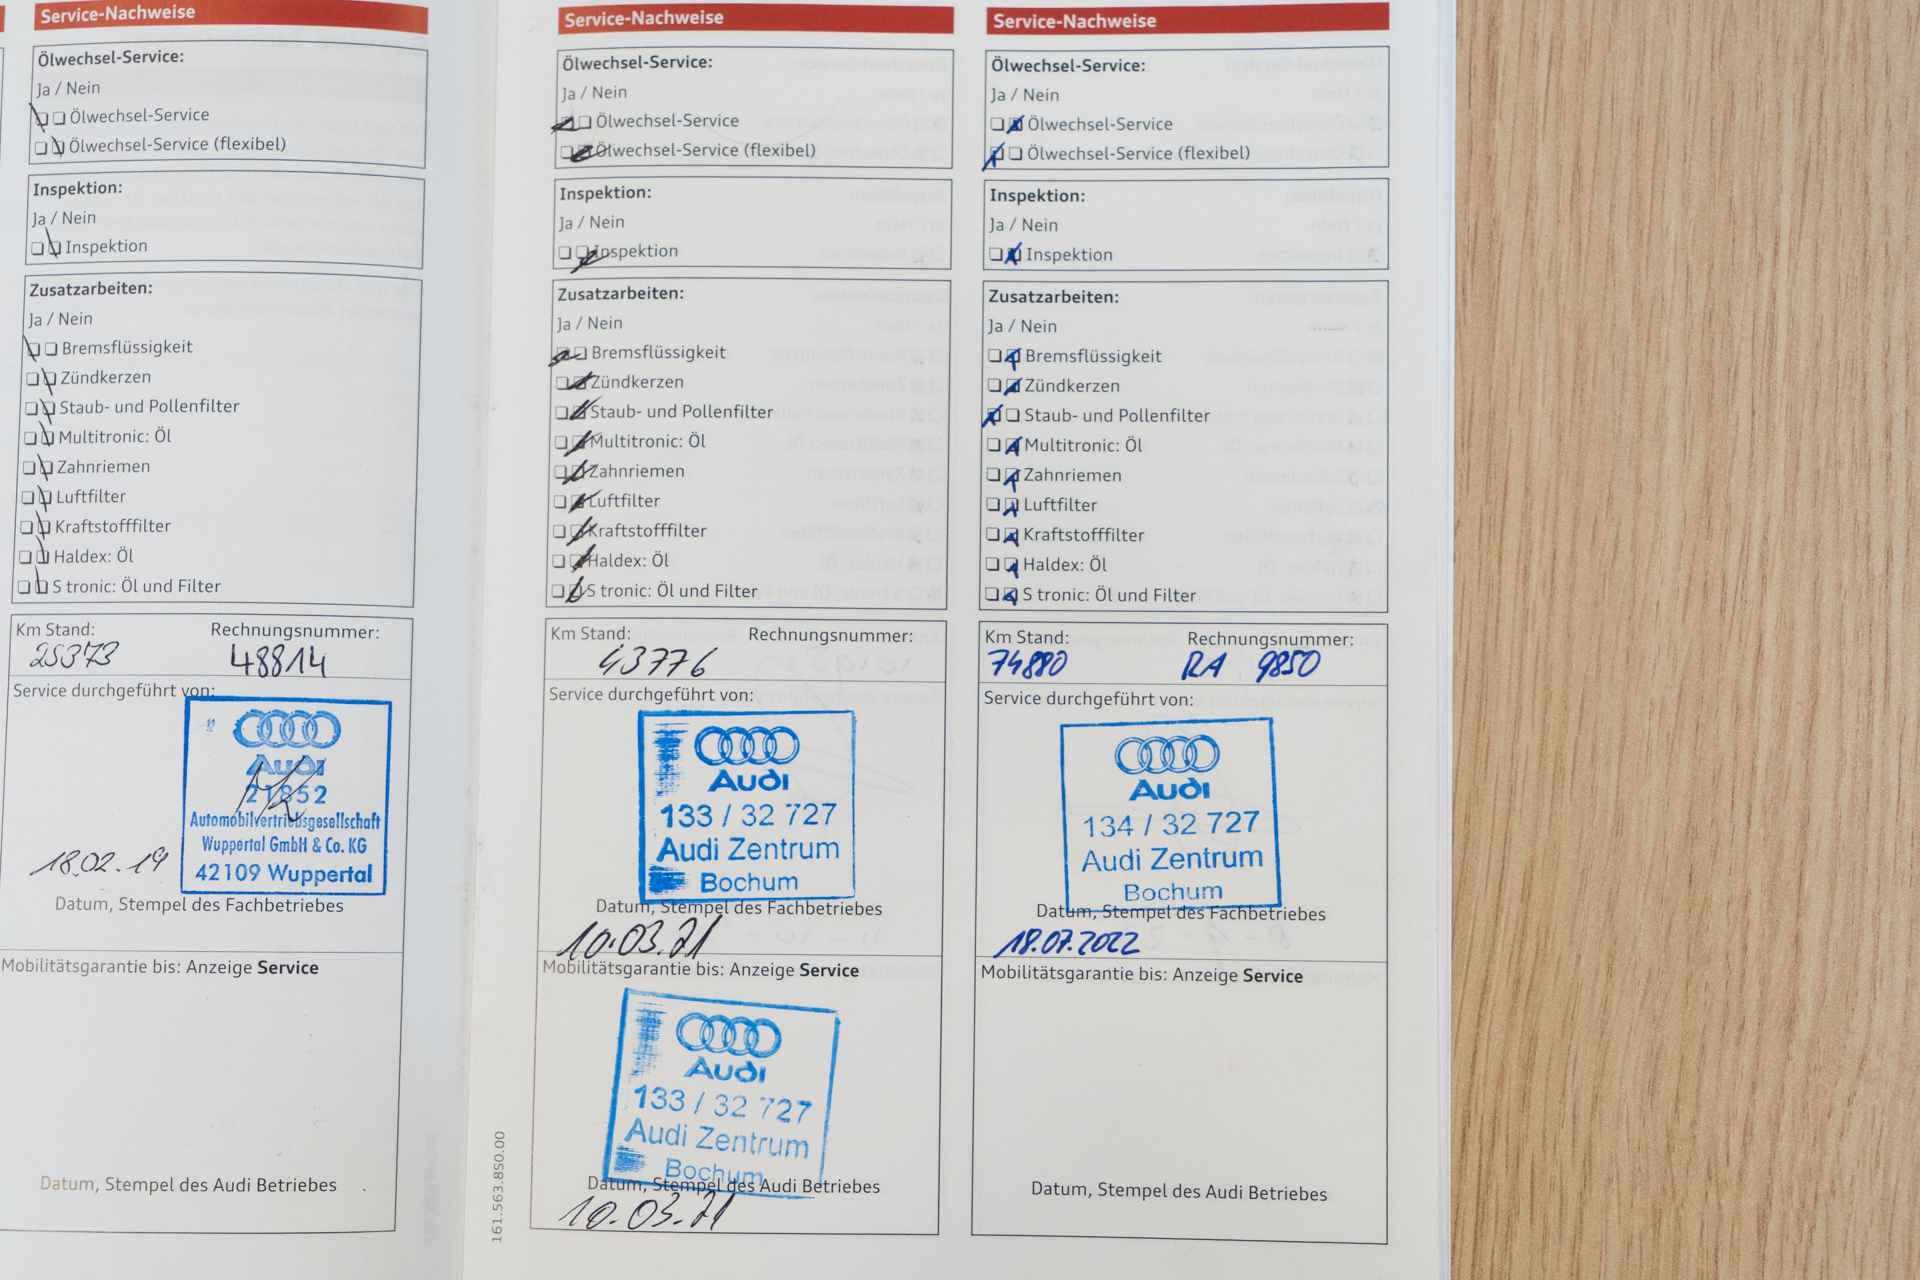 Service-Nachweise
Ölwechsel-Service:
Ja / Nein
Ölwechsel-Service
Ölwechsel-Service (flexibel)
Inspektion:
Ja / Nein
Inspektion
Zusatzarbeiten:
Ja / Nein
Bremsflüssigkeit
Zündkerzen
Staub- und Pollenfilter
Multitronic: Öl
Zahnriemen
Luftfilter
Kraftstofffilter
Haldex: Öl
S tronic: Öl und Filter
Km Stand: Rechnungsnummer:
25373 48814
Service durchgeführt von:
Audi
21852
Automobilvertriebsgesellschaft
Wuppertal GmbH & Co. KG
42109 Wuppertal
18.02.19
Datum, Stempel des Fachbetriebes
Mobilitätsgarantie bis: Anzeige Service
Datum, Stempel des Audi Betriebes
161.563.850.00
Service-Nachweise
Ölwechsel-Service:
Ja / Nein
Ölwechsel-Service
Ölwechsel-Service (flexibel)
Inspektion:
Ja / Nein
Inspektion
Zusatzarbeiten:
Ja / Nein
Bremsflüssigkeit
Zündkerzen
Staub- und Pollenfilter
Multitronic: Öl
Zahnriemen
Luftfilter
Kraftstofffilter
Haldex: Öl
S tronic: Öl und Filter
Km Stand: Rechnungsnummer:
43776
Service durchgeführt von:
Audi
133 / 32 727
Audi Zentrum
Bochum
Datum, Stempel des Fachbetriebes
10.03.21
Mobilitätsgarantie bis: Anzeige Service
Audi
133 / 32 727
Audi Zentrum
Bochum
Datum, Stempel des Audi Betriebes
10.03.21
Service-Nachweise
Ölwechsel-Service:
Ja / Nein
Ölwechsel-Service
Ölwechsel-Service (flexibel)
Inspektion:
Ja / Nein
Inspektion
Zusatzarbeiten:
Ja / Nein
Bremsflüssigkeit
Zündkerzen
Staub- und Pollenfilter
Multitronic: Öl
Zahnriemen
Luftfilter
Kraftstofffilter
Haldex: Öl
S tronic: Öl und Filter
Km Stand: Rechnungsnummer:
74880 RA 9850
Service durchgeführt von:
Audi
134 / 32 727
Audi Zentrum
Bochum
Datum, Stempel des Fachbetriebes
18.07.2022
Mobilitätsgarantie bis: Anzeige Service
Datum, Stempel des Audi Betriebes